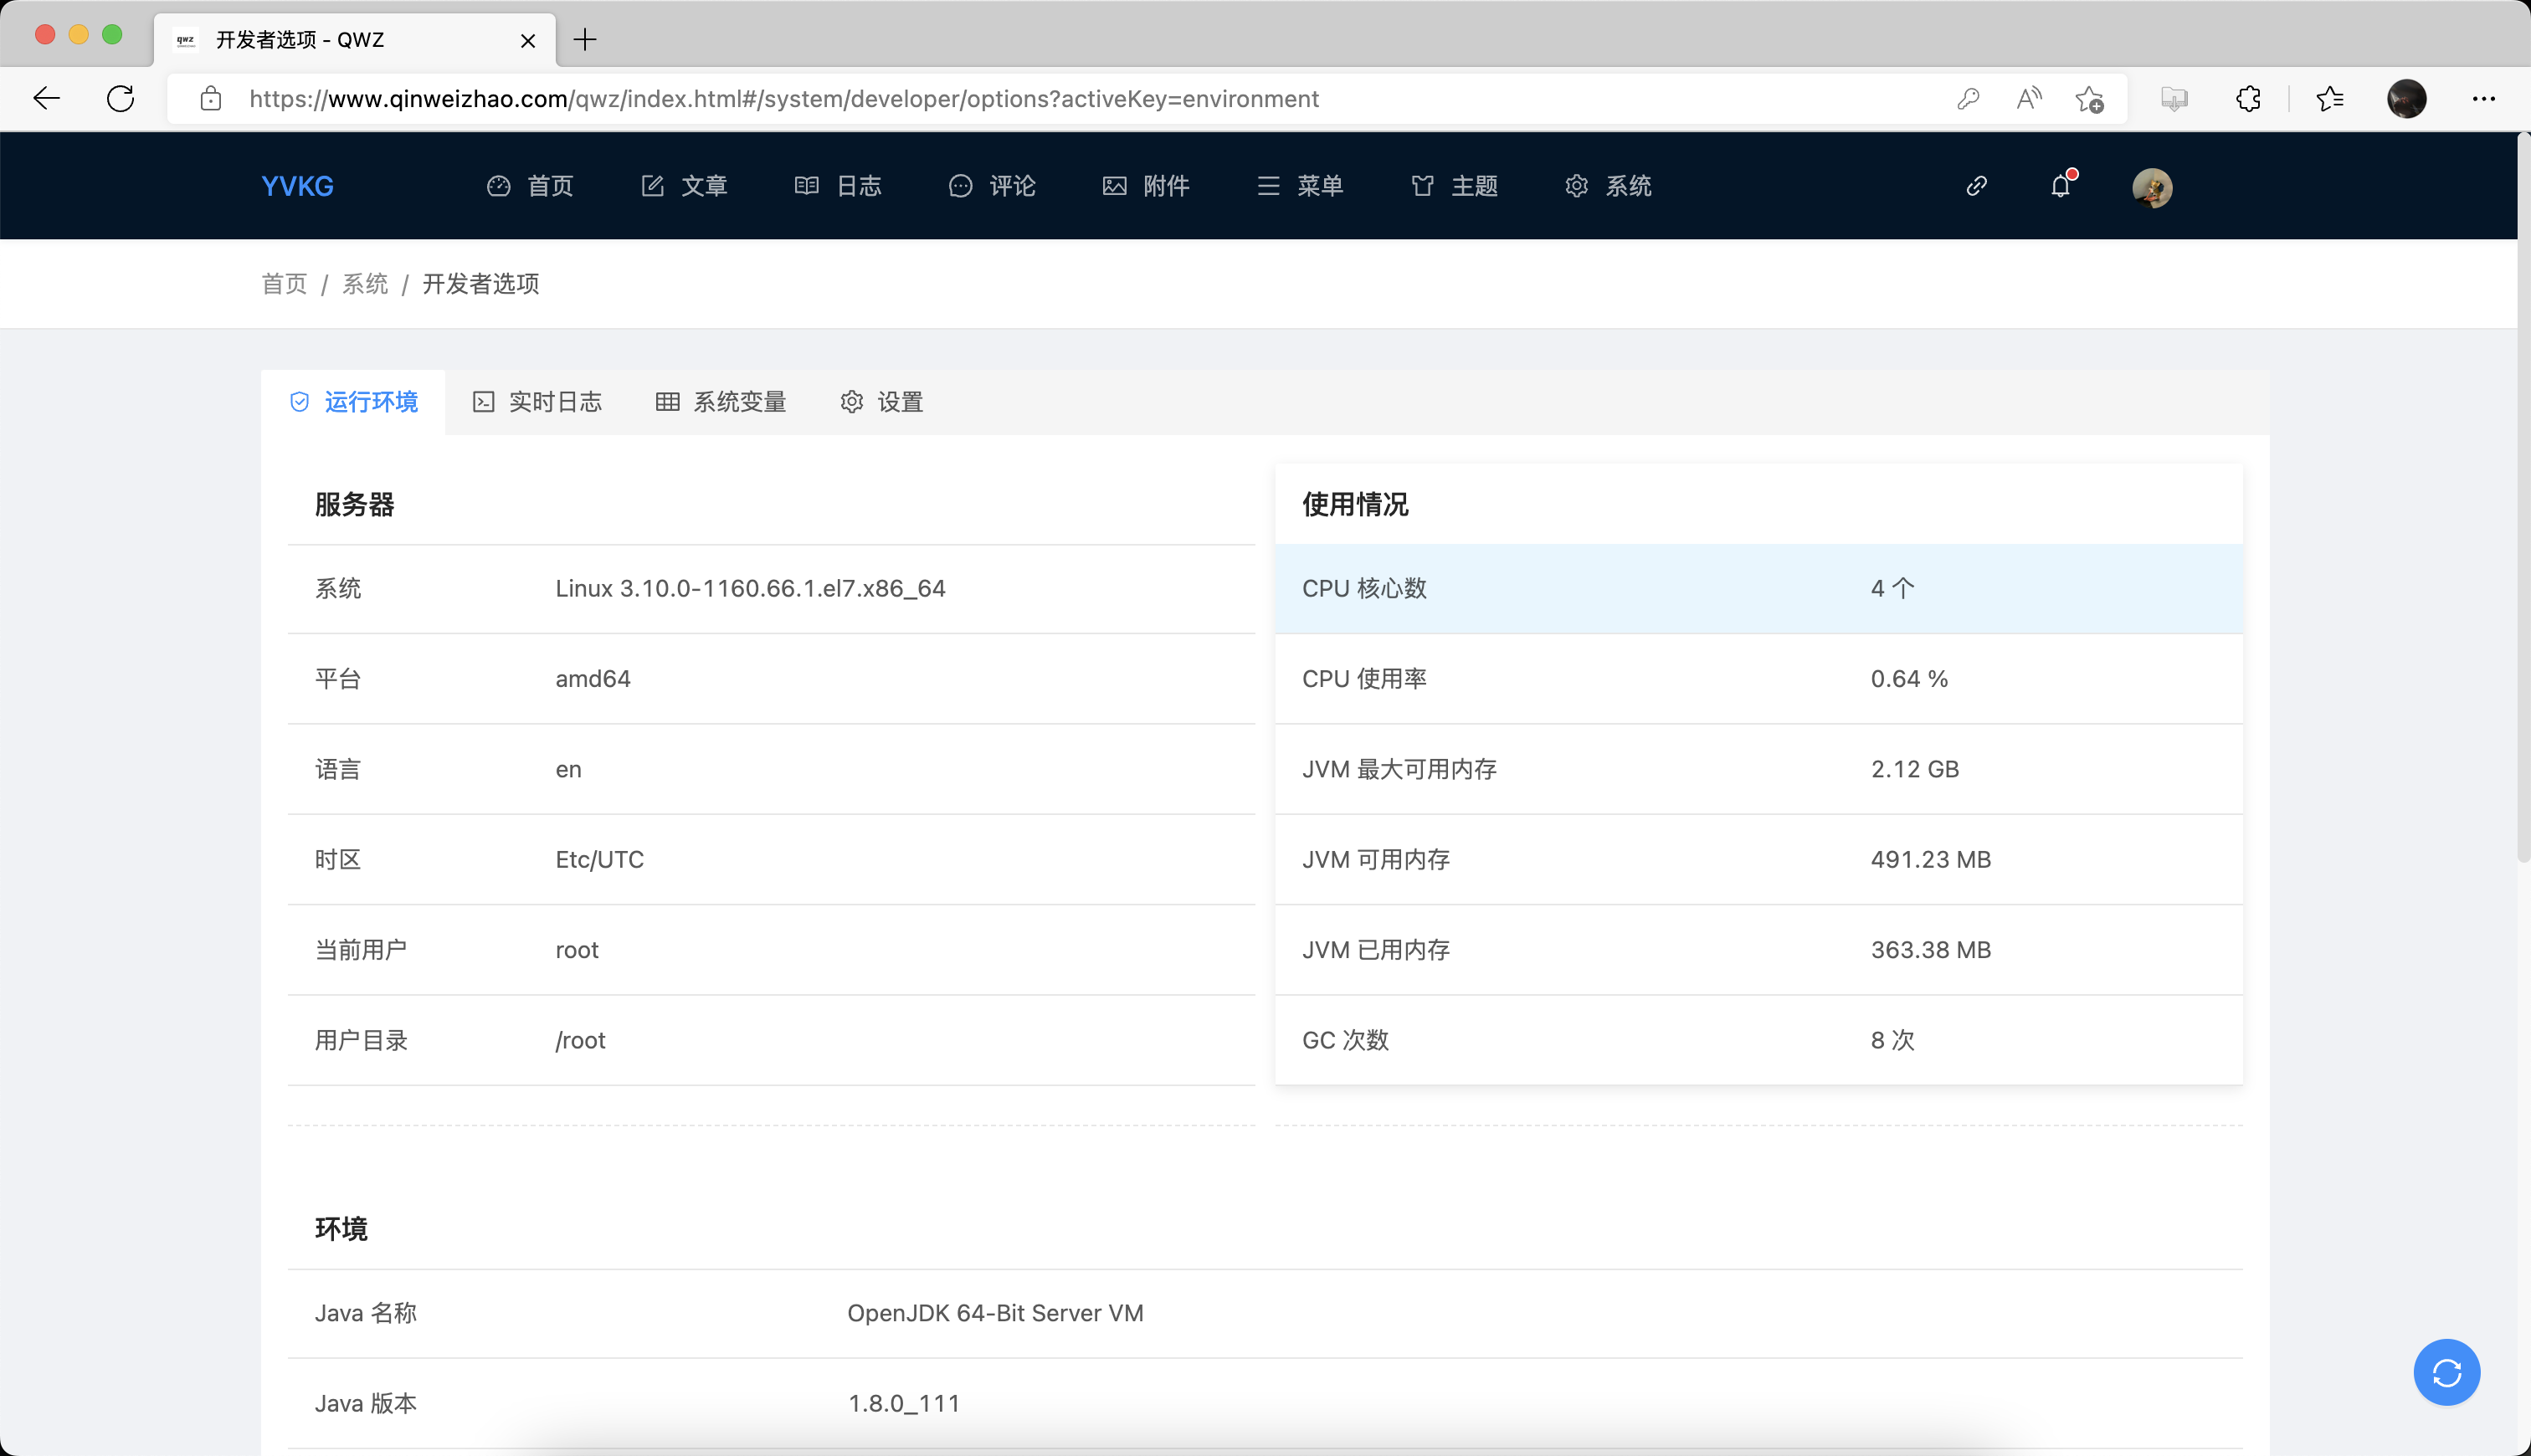 qwz 开发者选项 - QWZ
https://www.qinweizhao.com/qwz/index.html#/system/developer/options?activeKey=environment
YVKG 首页 文章 日志 评论 附件 菜单 主题 系统
首页 / 系统 / 开发者选项
运行环境 实时日志 系统变量 设置
服务器
系统 Linux 3.10.0-1160.66.1.el7.x86_64
平台 amd64
语言 en
时区 Etc/UTC
当前用户 root
用户目录 /root
使用情况
CPU 核心数 4 个
CPU 使用率 0.64 %
JVM 最大可用内存 2.12 GB
JVM 可用内存 491.23 MB
JVM 已用内存 363.38 MB
GC 次数 8 次
环境
Java 名称 OpenJDK 64-Bit Server VM
Java 版本 1.8.0_111